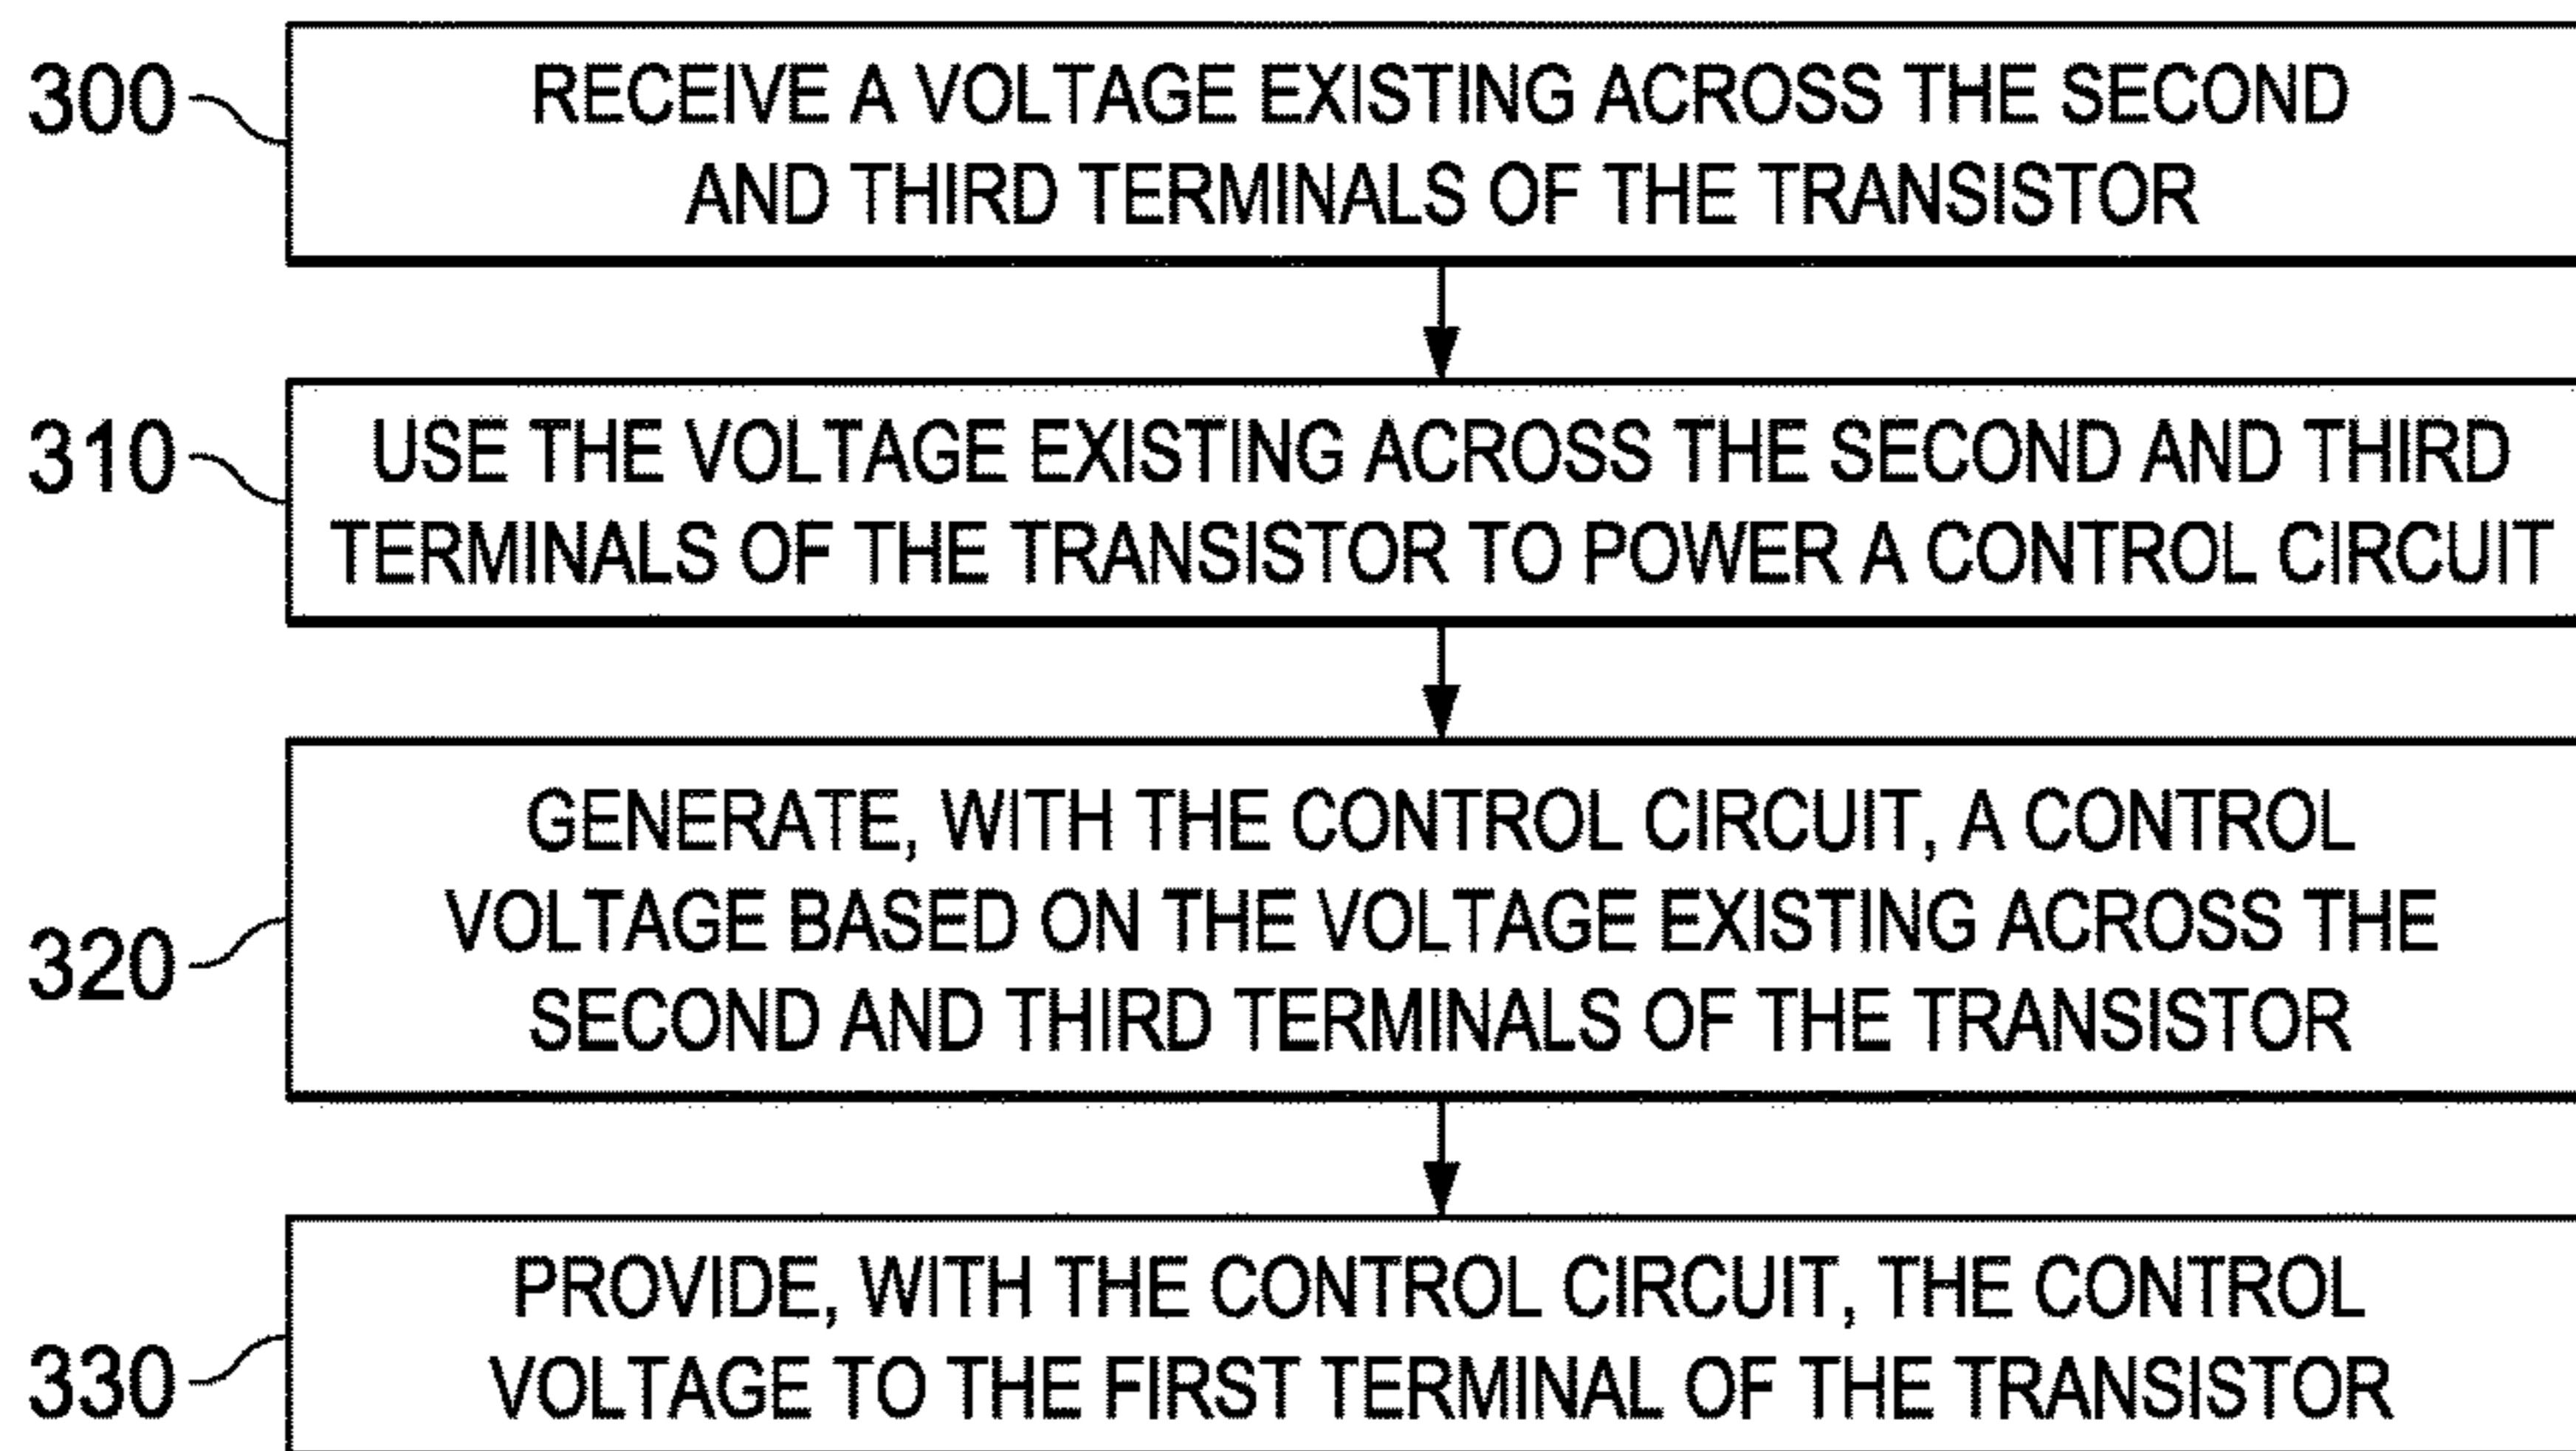 300
RECEIVE A VOLTAGE EXISTING ACROSS THE SECOND
AND THIRD TERMINALS OF THE TRANSISTOR
310
USE THE VOLTAGE EXISTING ACROSS THE SECOND AND THIRD
TERMINALS OF THE TRANSISTOR TO POWER A CONTROL CIRCUIT
320
GENERATE, WITH THE CONTROL CIRCUIT, A CONTROL
VOLTAGE BASED ON THE VOLTAGE EXISTING ACROSS THE
SECOND AND THIRD TERMINALS OF THE TRANSISTOR
330
PROVIDE, WITH THE CONTROL CIRCUIT, THE CONTROL
VOLTAGE TO THE FIRST TERMINAL OF THE TRANSISTOR